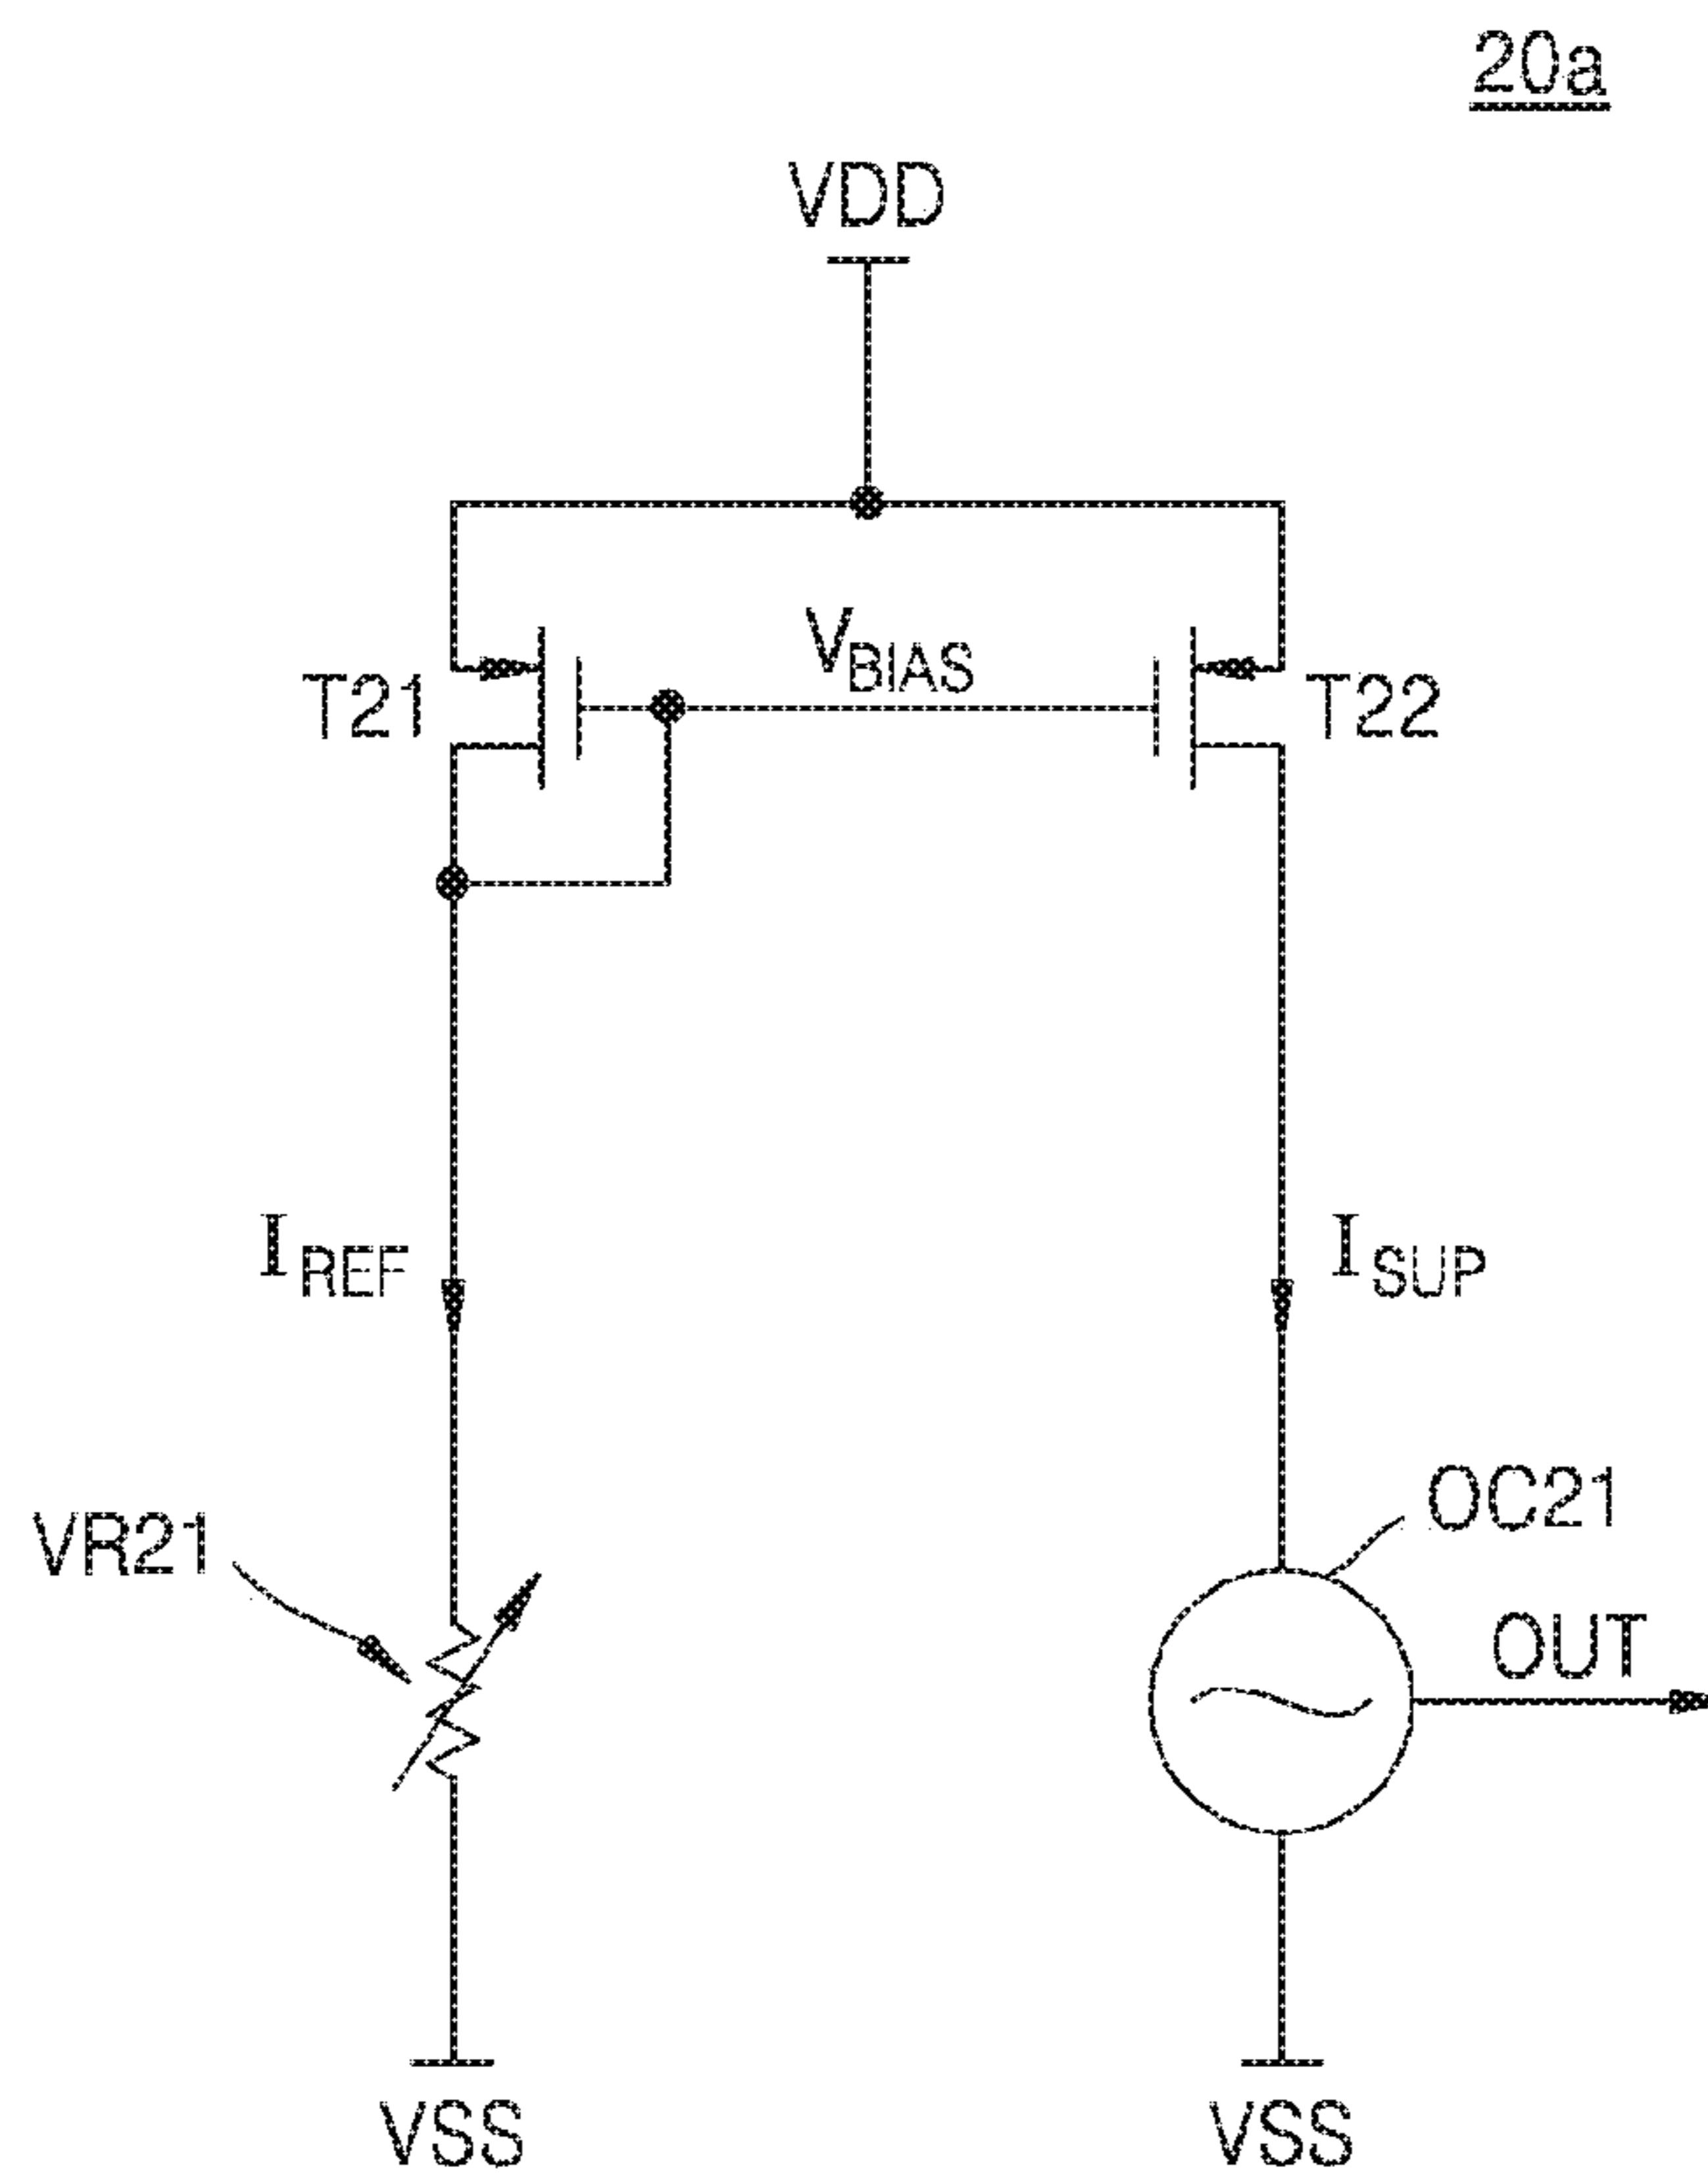 20a
VDD
T21
VBIAS
T22
IREF
ISUP
VR21
OC21
OUT
VSS
VSS